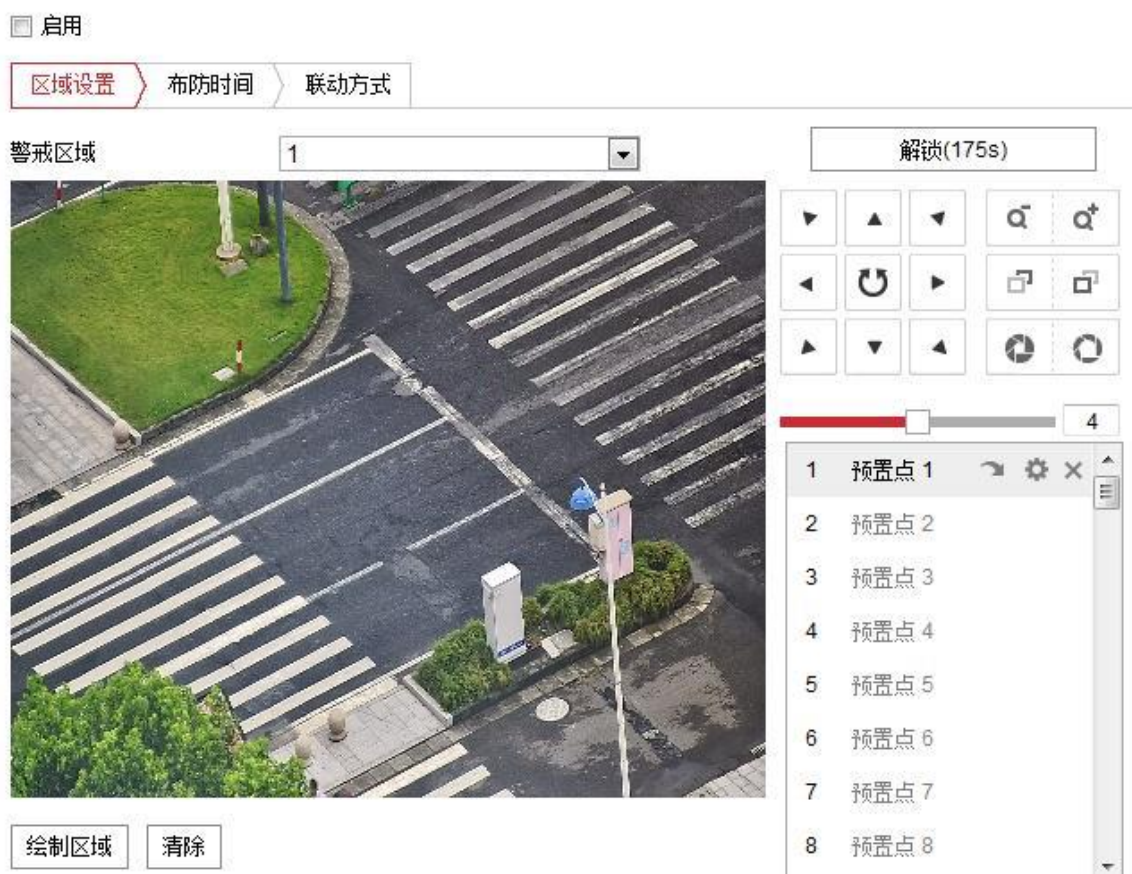 启用
区域设置 布防时间 联动方式
警戒区域 1 解锁(175s)
4
1 预置点 1
2 预置点 2
3 预置点 3
4 预置点 4
5 预置点 5
6 预置点 6
7 预置点 7
8 预置点 8
绘制区域 清除